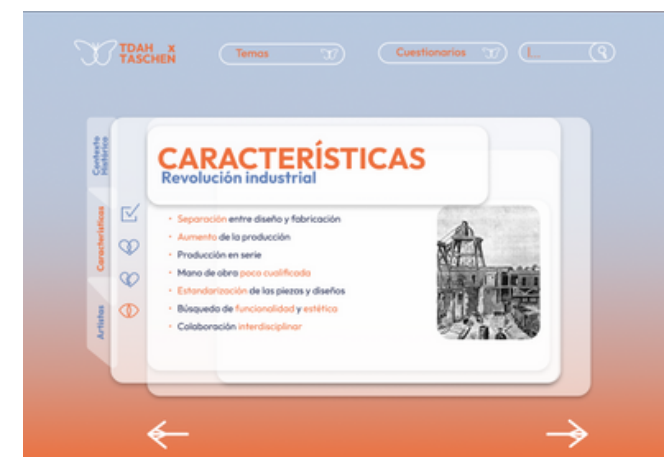 TDAH x
TASCHEN
Temas
Cuestionarios
Contexto
Histórico
Características
Artistas
CARACTERÍSTICAS
Revolución industrial
• Separación entre diseño y fabricación
• Aumento de la producción
• Producción en serie
• Mano de obra poco cualificada
• Estandarización de las piezas y diseños
• Búsqueda de funcionalidad y estética
• Colaboración interdisciplinar